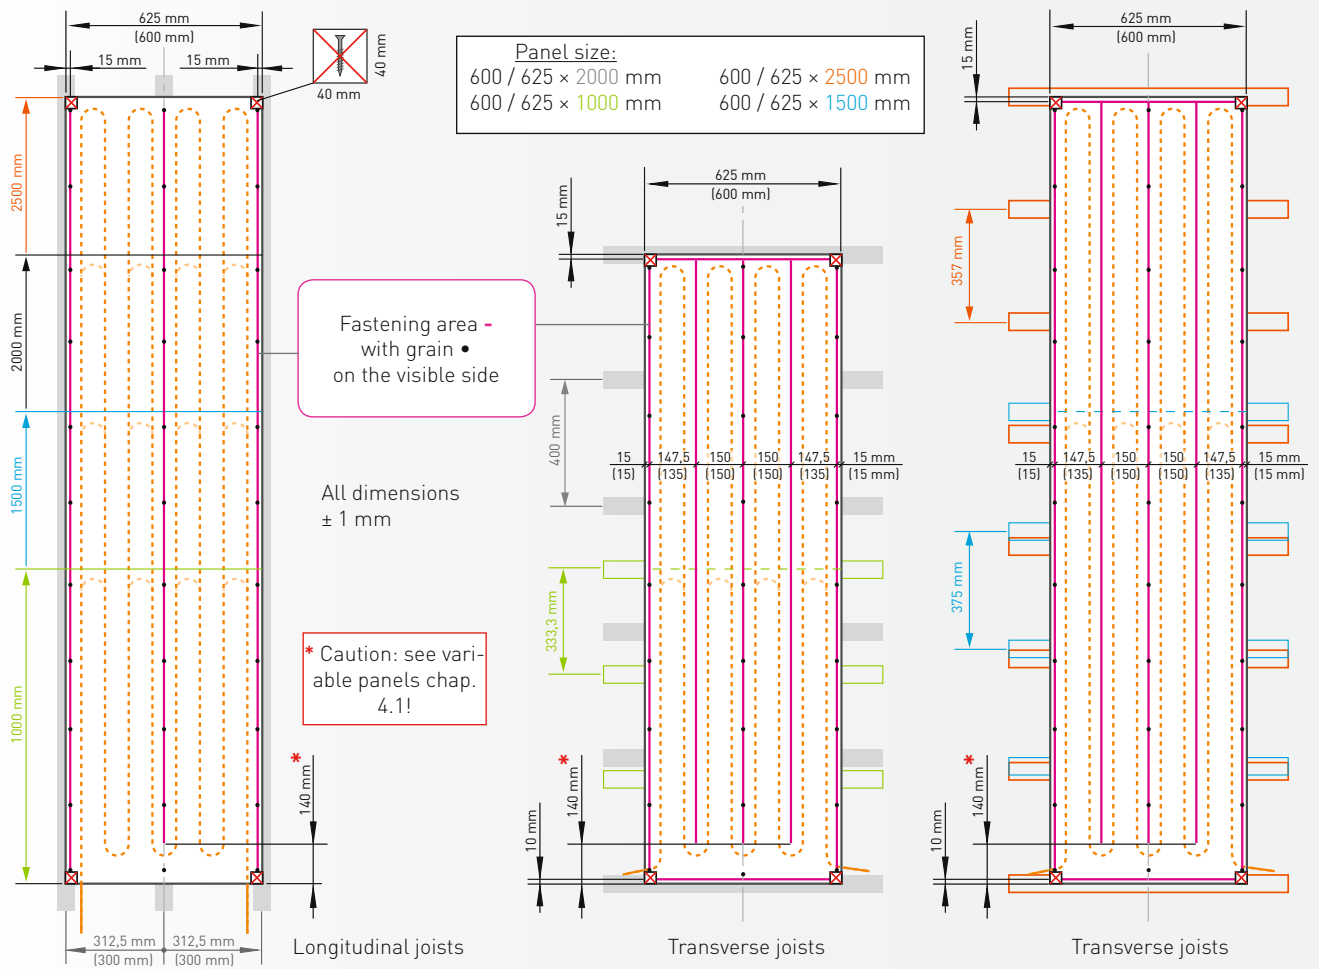 625 mm
(600 mm)
15 mm
15 mm
40 mm
40 mm
2500 mm
2000 mm
1500 mm
1000 mm
*
140 mm
312,5 mm
(300 mm)
312,5 mm
(300 mm)
Longitudinal joists
Panel size:
600 / 625 × 2000 mm
600 / 625 × 1000 mm
600 / 625 × 2500 mm
600 / 625 × 1500 mm
Fastening area -
with grain •
on the visible side
All dimensions
± 1 mm
* Caution: see vari-
able panels chap.
4.1!
625 mm
(600 mm)
15 mm
400 mm
15
(15)
147,5
(135)
150
(150)
150
(150)
147,5
(135)
15 mm
(15 mm)
333,3 mm
*
140 mm
10 mm
Transverse joists
625 mm
(600 mm)
15 mm
357 mm
15
(15)
147,5
(135)
150
(150)
150
(150)
147,5
(135)
15 mm
(15 mm)
375 mm
*
140 mm
10 mm
Transverse joists